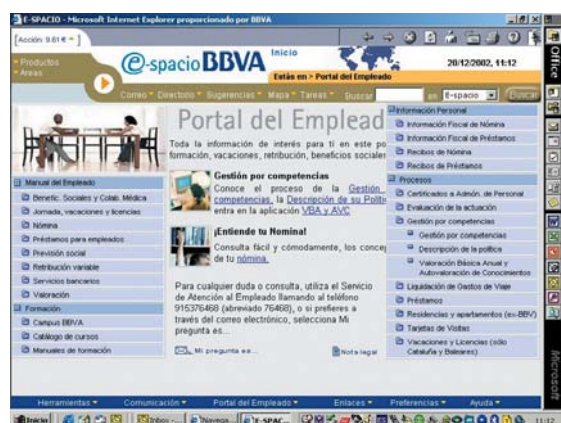 E-SPACIO - Microsoft Internet Explorer proporcionado por BBVA
[Acción: 9.61 € ]
Productos
Areas
e-spacio BBVA
Inicio
Estás en > Portal del Empleado
20/12/2002, 11:12
Correo Directorio Sugerencias Mapa Tareas Buscar en E-spacio Buscar
Portal del Emplead
Toda la información de interés para ti en este po
formación, vacaciones, retribución, beneficios sociales
Manual del Empleado
Benefic. Sociales y Colab. Médica
Jornada, vacaciones y licencias
Nómina
Préstamos para empleados
Previsión social
Retribución variable
Servicios bancarios
Valoración
Formación
Campus BBVA
Catálogo de cursos
Manuales de formación
Gestión por competencias
Conoce el proceso de la Gestión
competencias, la Descripción de su Políti
entra en la aplicación VBA y AVC
¡Entiende tu Nomina!
Consulta fácil y cómodamente, los concep
de tu nómina.
Para cualquier duda o consulta, utiliza el Servicio
de Atención al Empleado llamando al teléfono
915376468 (abreviado 76468), o si prefieres a
través del correo electrónico, selecciona Mi
pregunta es...
Mi pregunta es...
Nota legal
Información Personal
Información Fiscal de Nómina
Información Fiscal de Préstamos
Recibos de Nómina
Recibos de Préstamos
Procesos
Certificados a Admón. de Personal
Evaluación de la actuación
Gestión por competencias
Gestión por competencias
Descripción de la política
Valoración Básica Anual y
Autovaloración de Conocimientos
Liquidación de Gastos de Viaje
Préstamos
Residencias y apartamentos (ex-BBV)
Tarjetas de Visitas
Vacaciones y Licencias (sólo
Cataluña y Baleares)
Herramientas Comunicación Portal del Empleado Enlaces Preferencias Ayuda
Office
Microsoft
Inicio
Inbox -...
Navega...
E-SPAC...
11:12